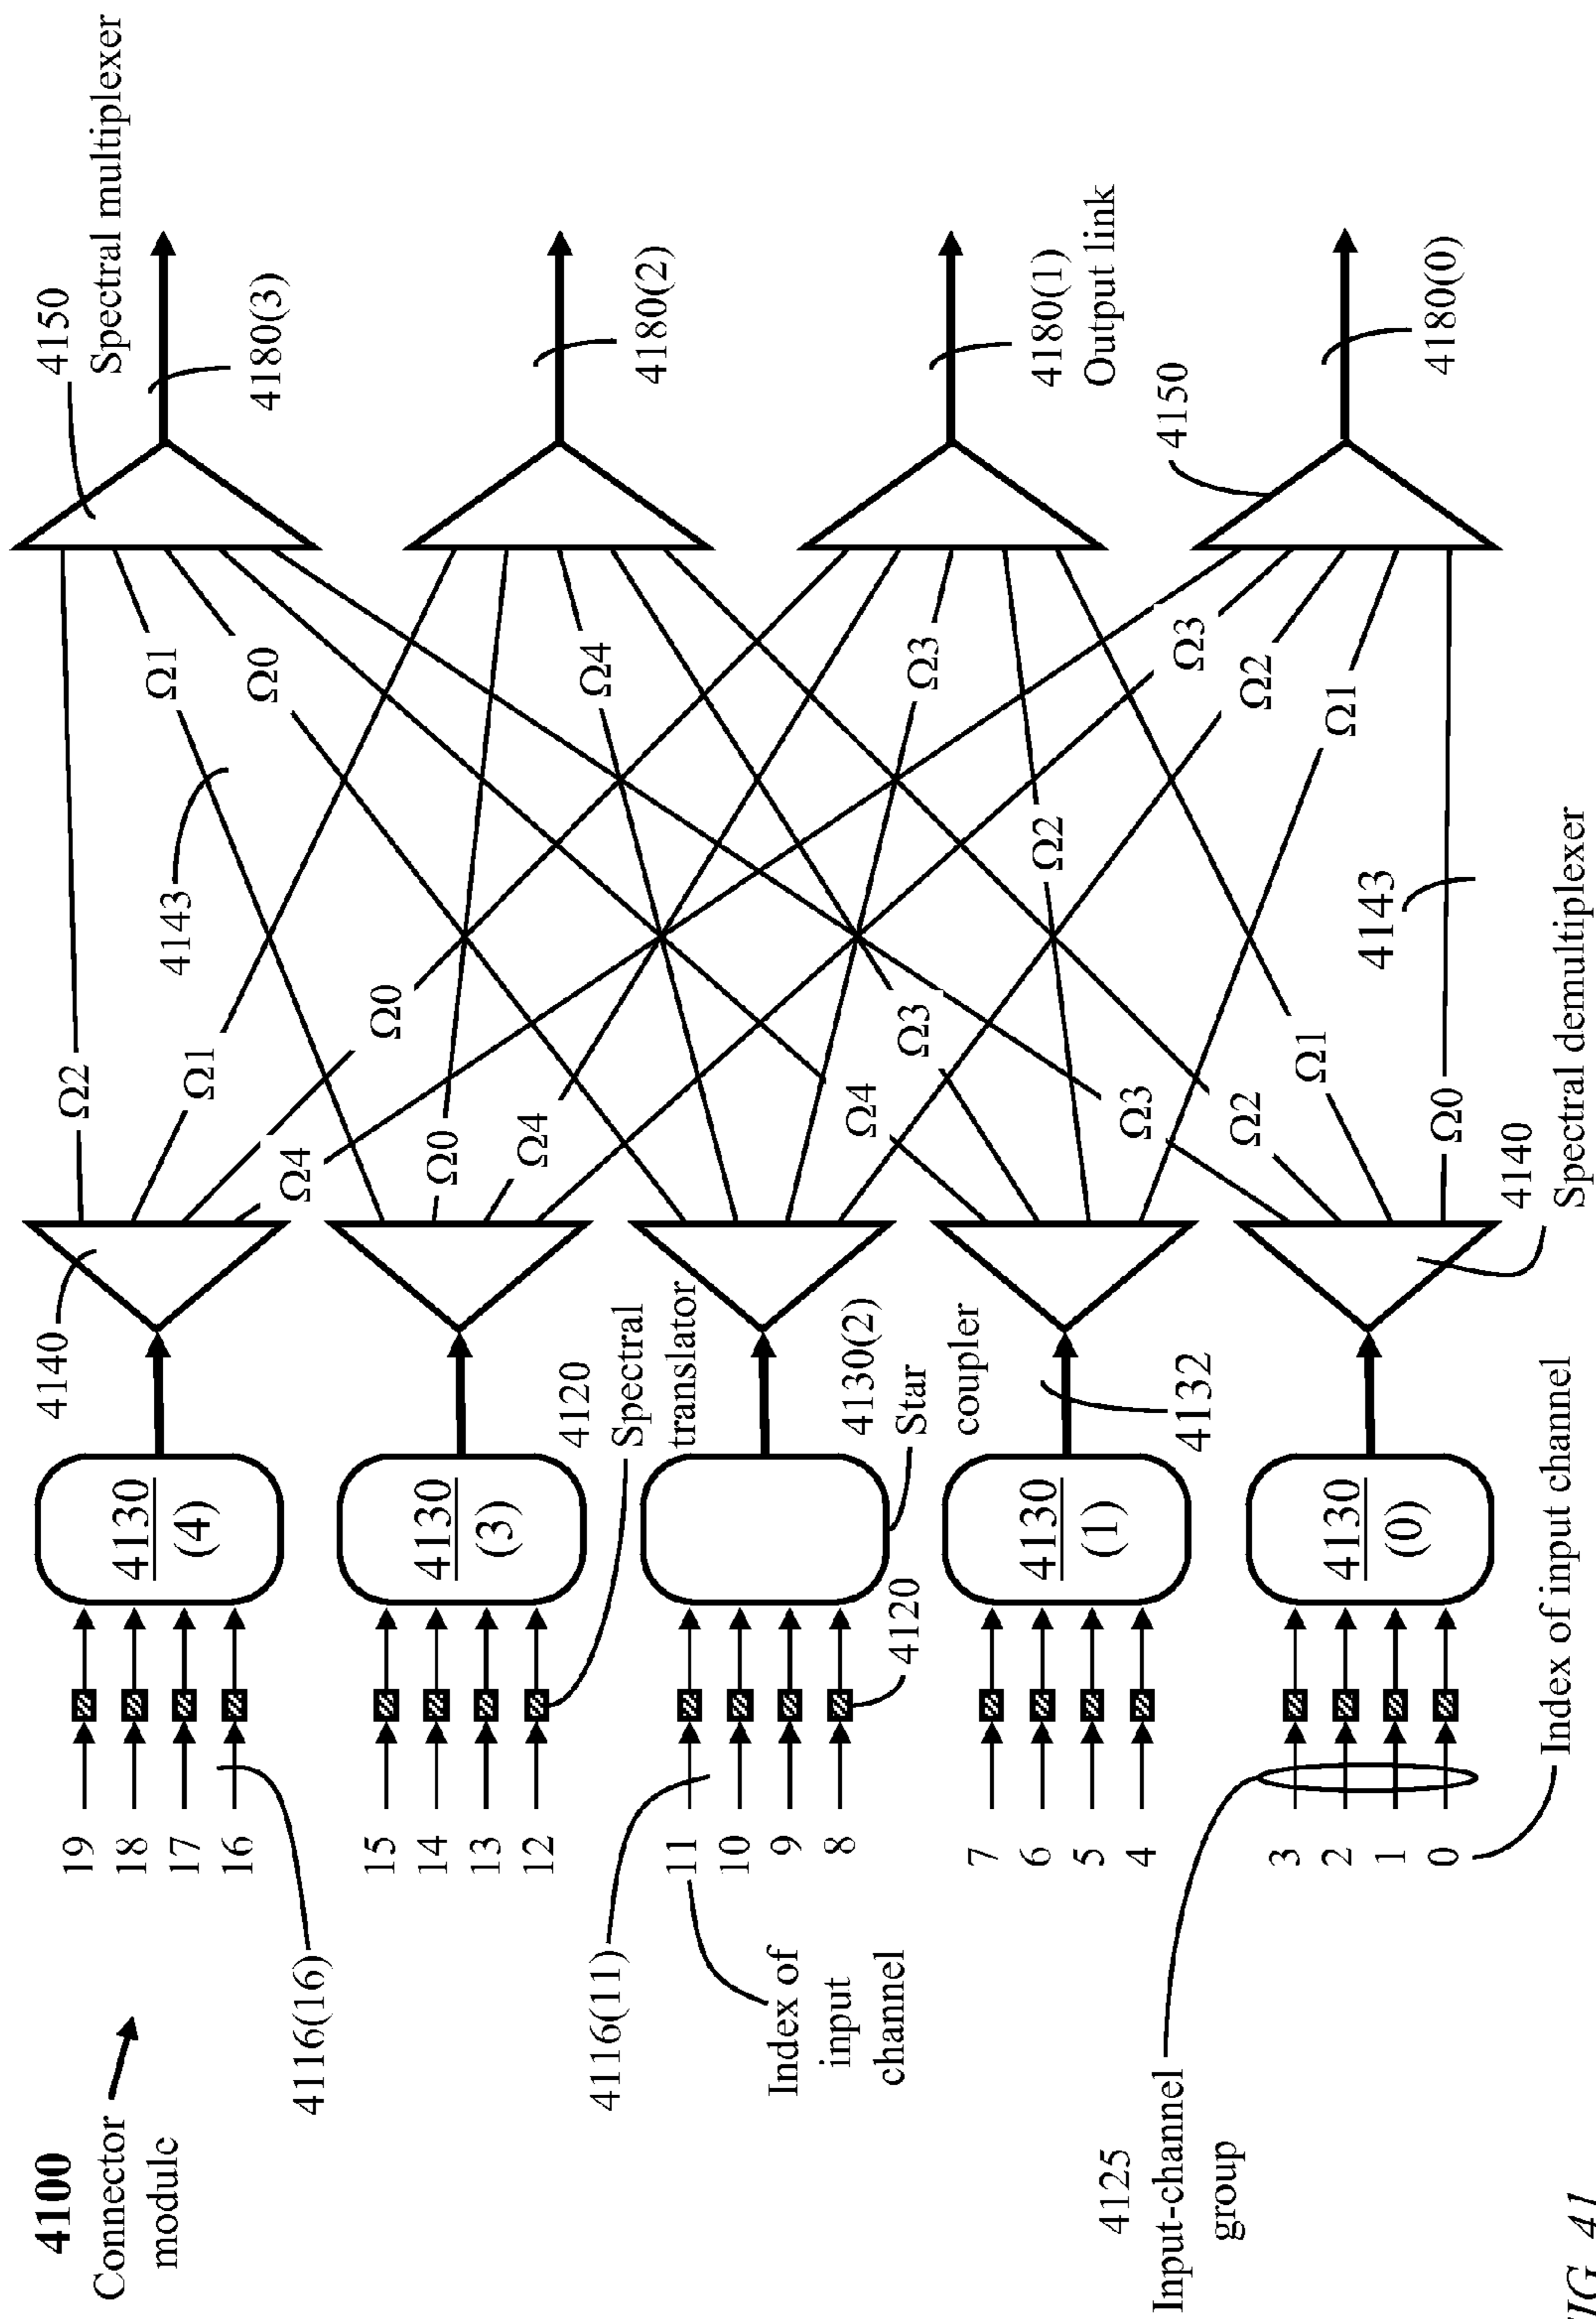 4100
Connector
module
4116(16)
4116(11)
Index of
input
channel
4125
Input-channel
group
19
18
17
16
15
14
13
12
11
10
9
8
7
6
5
4
3
2
1
0
Index of input channel
4120
4130
(4)
4130
(3)
4130
(1)
4130
(0)
4120
Spectral
translator
4130(2)
Star
coupler
4132
4140
4140
Spectral demultiplexer
Ω2
Ω1
Ω0
Ω4
Ω1
Ω0
Ω4
Ω3
Ω0
Ω4
Ω3
Ω2
Ω4
Ω3
Ω2
Ω1
Ω3
Ω2
Ω1
Ω0
4143
4143
4150
Spectral multiplexer
4150
4180(3)
4180(2)
4180(1)
Output link
4180(0)
FIG. 41